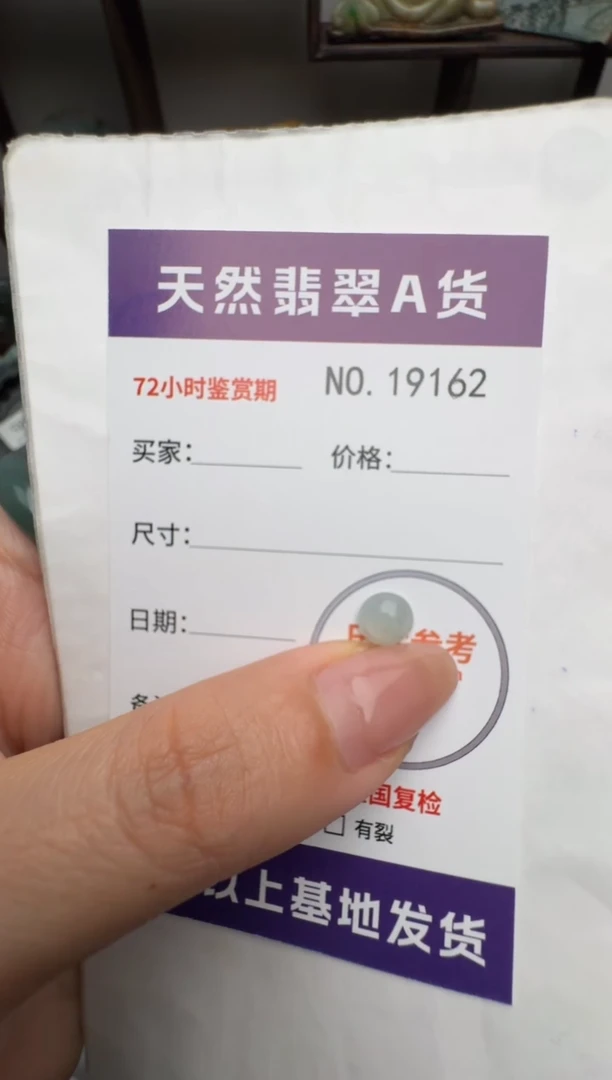 天然翡翠A货
72小时鉴赏期 NO. 19162
买家: 价格:
尺寸:
日期: 参考
国复检
有裂
以上基地发货